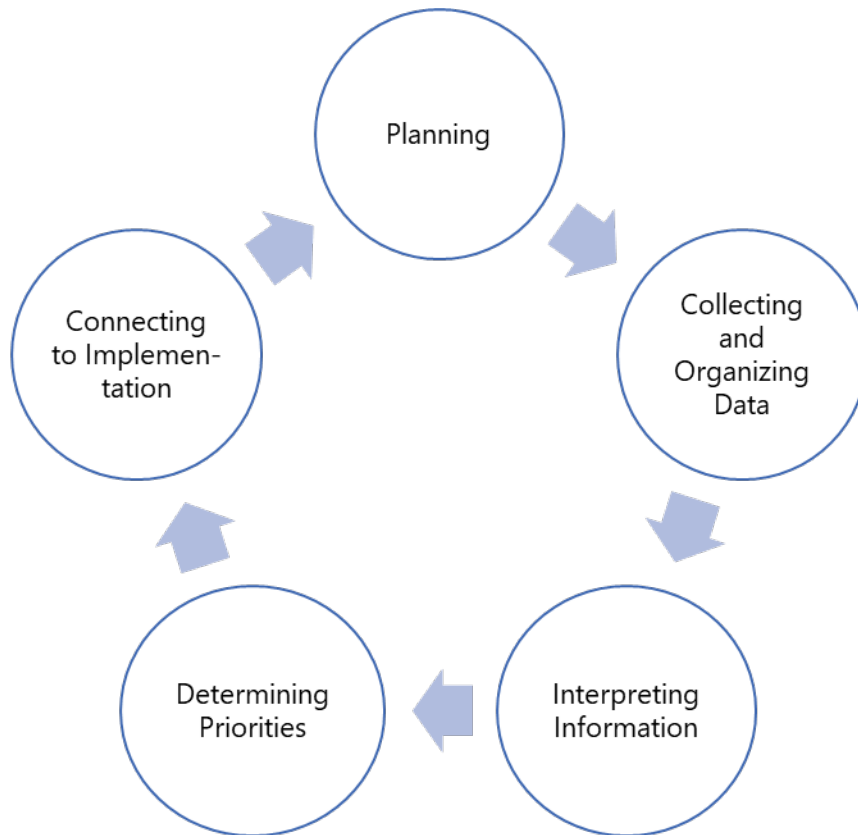 Planning
Collecting
and
Organizing
Data
Interpreting
Information
Determining
Priorities
Connecting
to Implemen-
tation